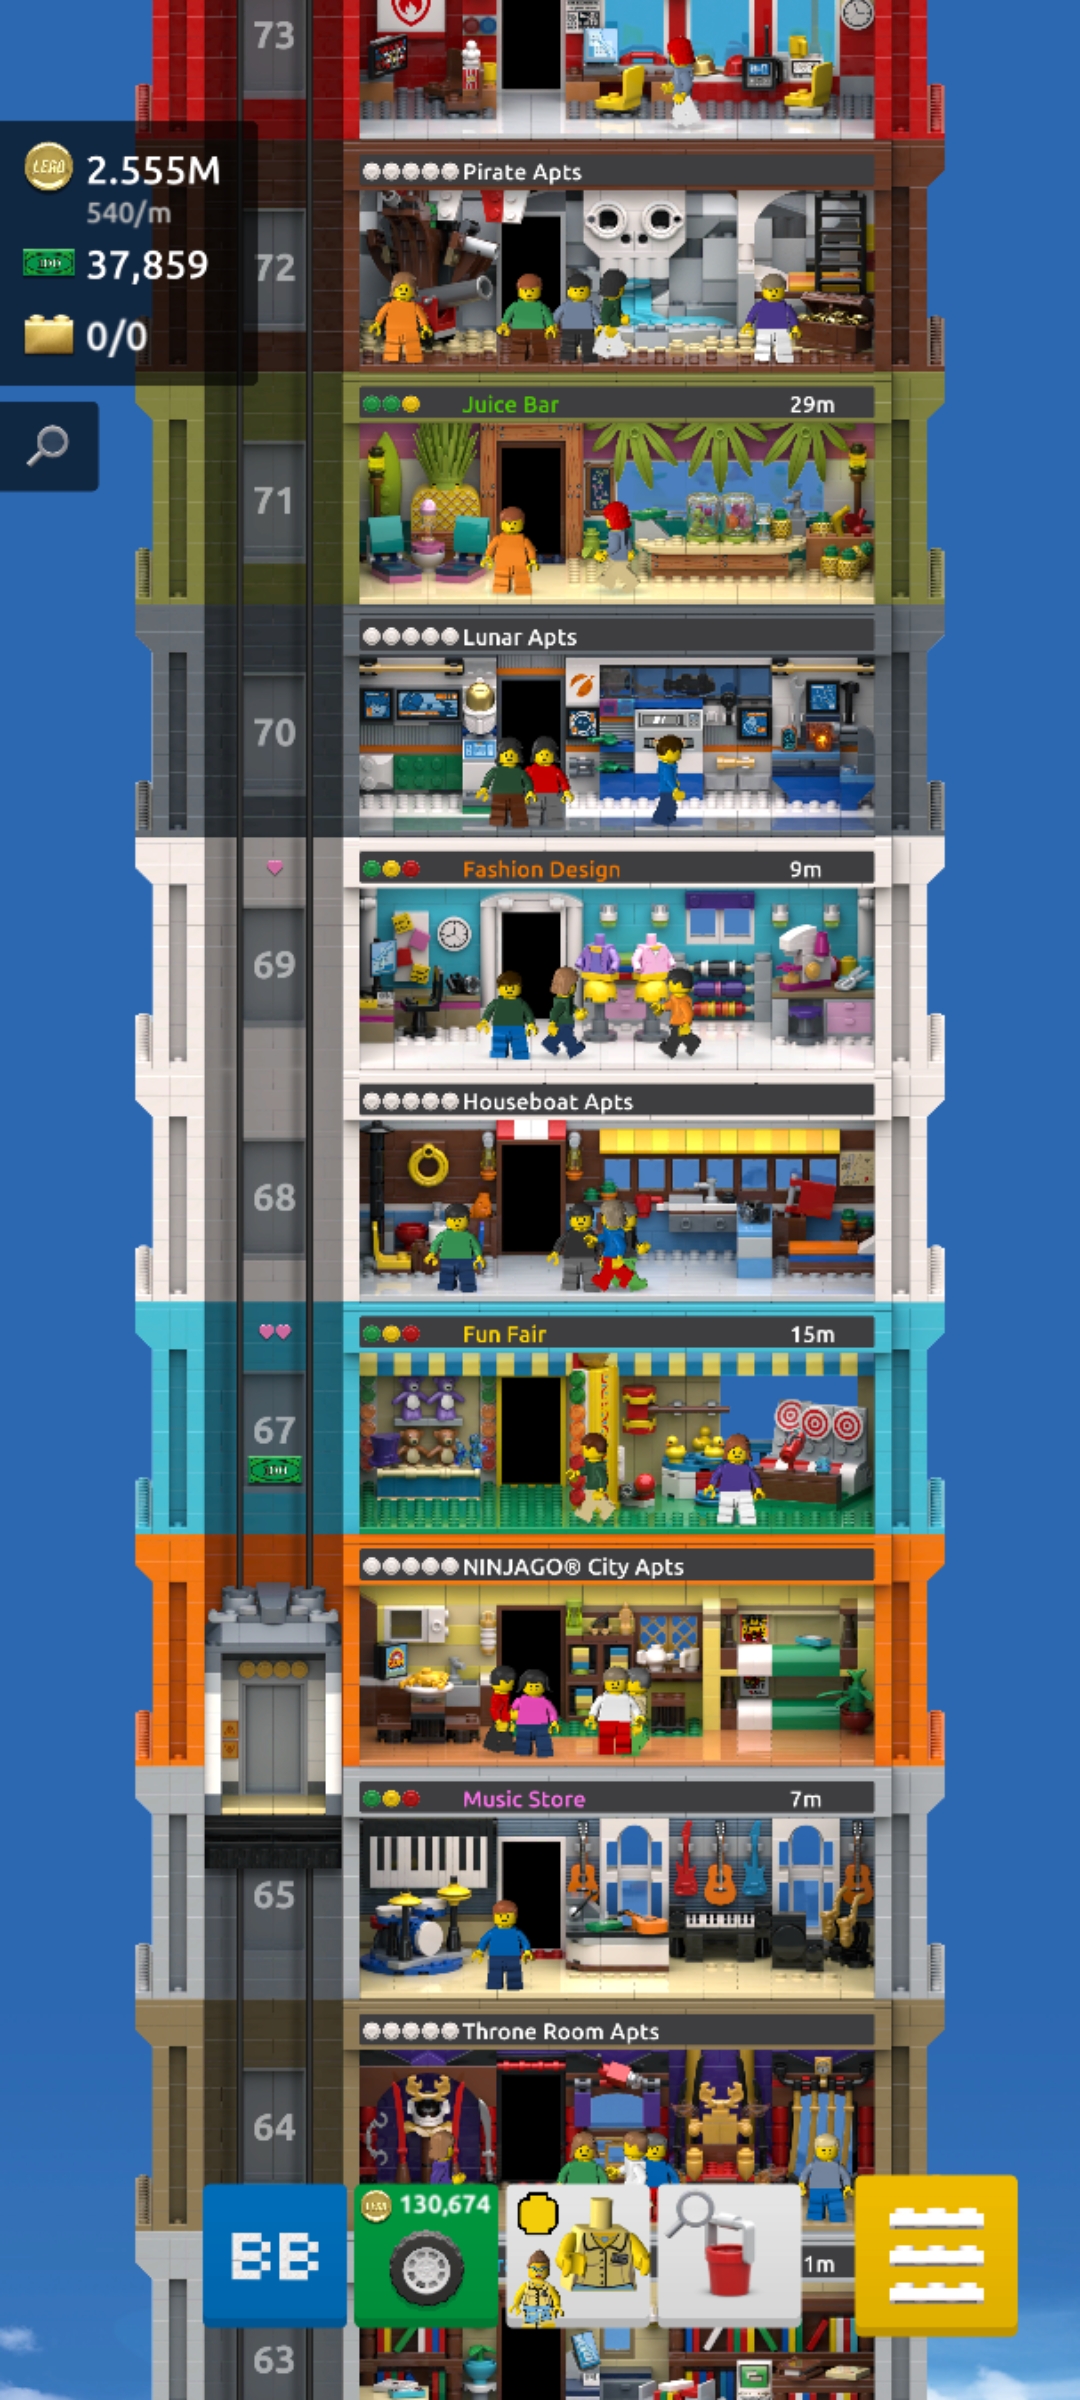 73
LEGO
2.555M
540/m
37,859
0/0
Pirate Apts
72
Juice Bar 29m
71
Lunar Apts
70
Fashion Design 9m
69
Houseboat Apts
68
Fun Fair 15m
67
NINJAGO® City Apts
Music Store 7m
65
Throne Room Apts
64
BB
130,674
1m
63